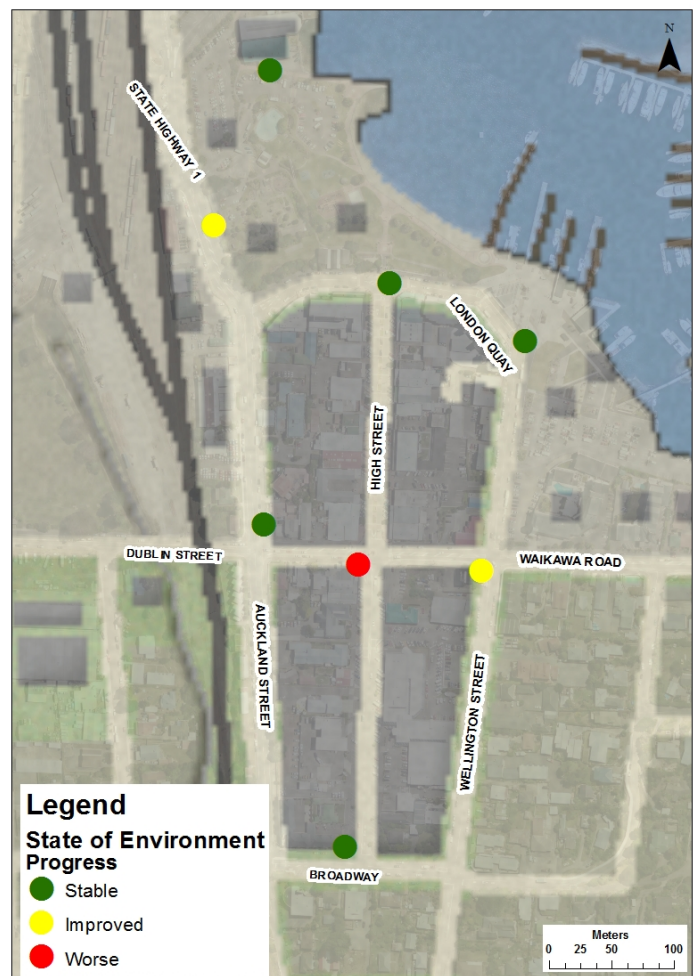 N
STATE HIGHWAY 1
LONDON QUAY
HIGH STREET
DUBLIN STREET
WAIKAWA ROAD
AUCKLAND STREET
WELLINGTON STREET
BROADWAY
Legend
State of Environment
Progress
Stable
Improved
Worse
Meters
0 25 50 100